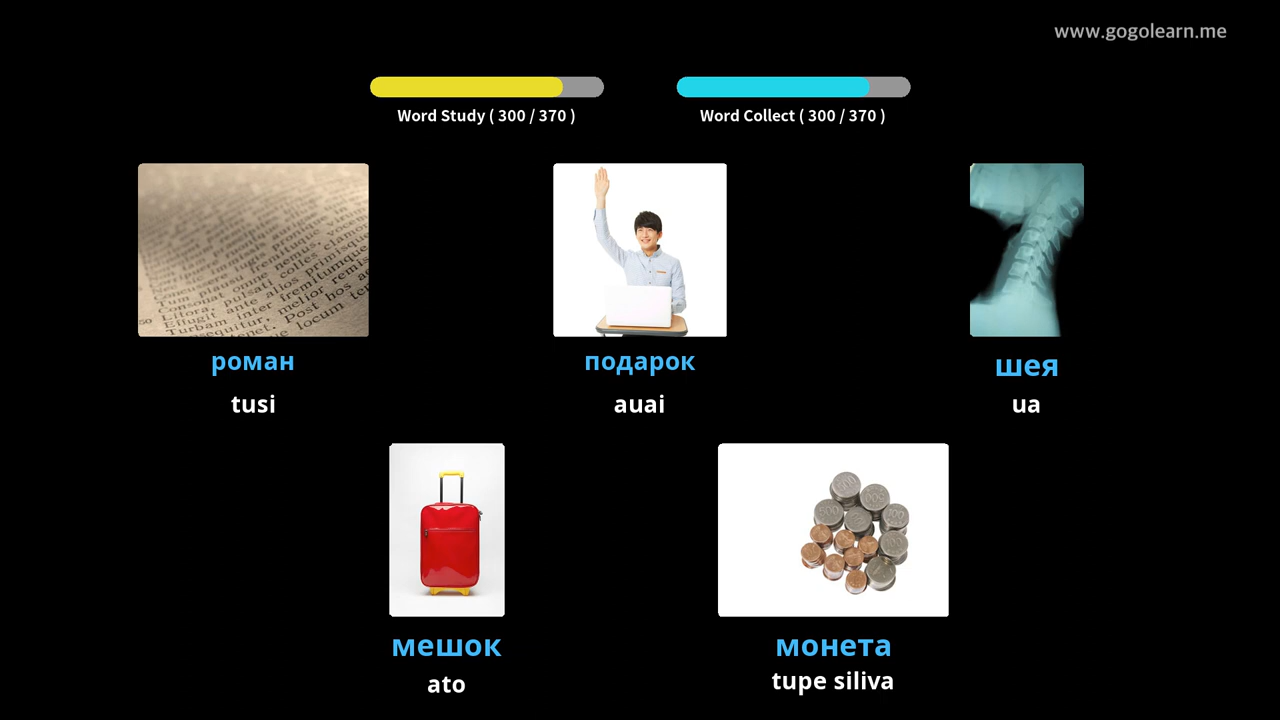 www.gogolearn.me
Word Study ( 300 / 370 )
Word Collect ( 300 / 370 )
роман
tusi
подарок
auai
шея
ua
мешок
ato
монета
tupe siliva